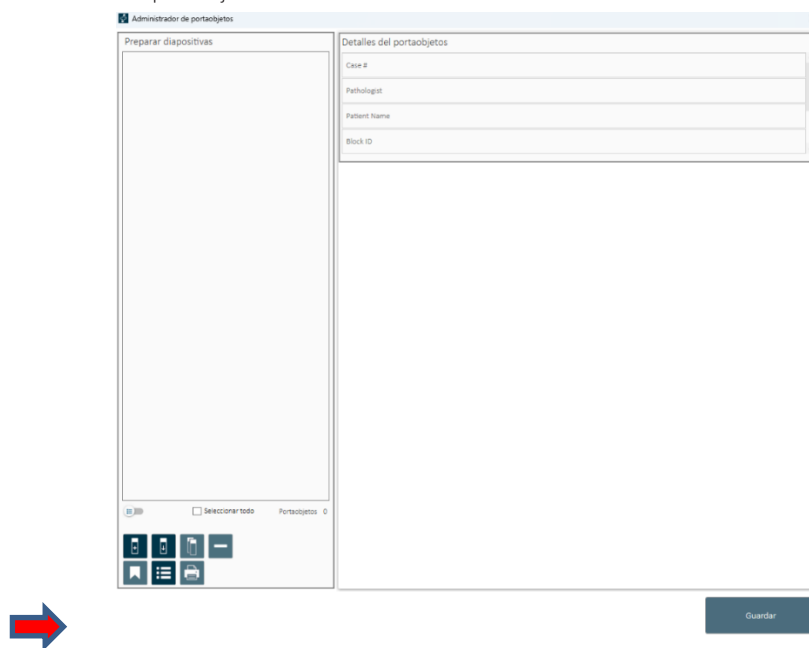 Administrador de portaobjetos
Preparar diapositivas
Detalles del portaobjetos
Case #
Pathologist
Patient Name
Block ID
Seleccionar todo
Portaobjetos 0
Guardar